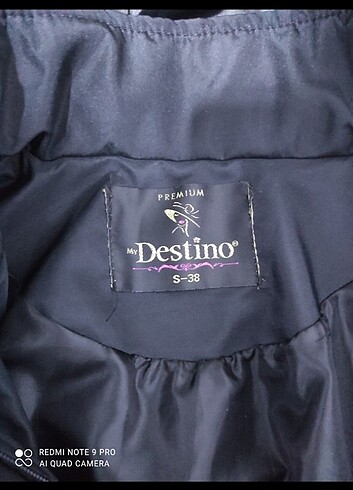 PREMIUM
My Destino®
S-38
REDMI NOTE 9 PRO
AI QUAD CAMERA